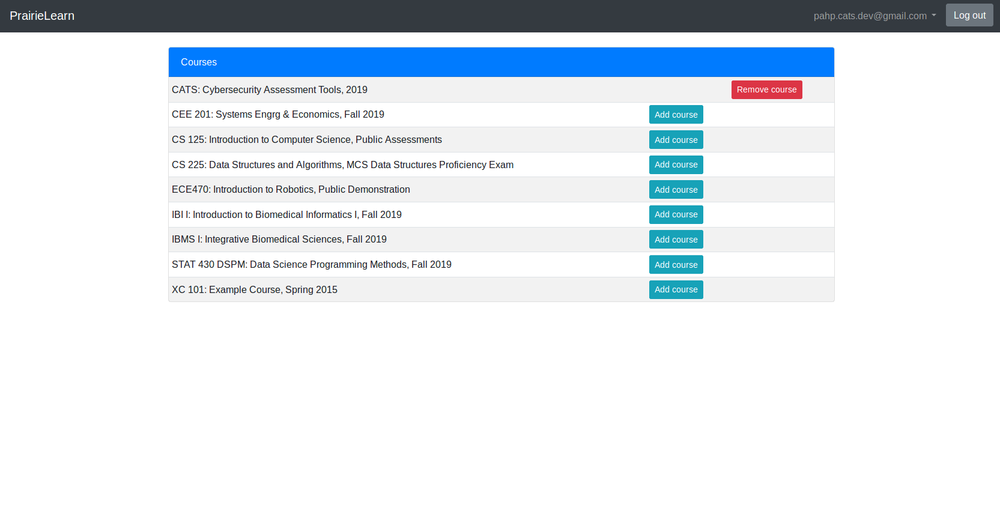 PrairieLearn pahp.cats.dev@gmail.com Log out
Courses
CATS: Cybersecurity Assessment Tools, 2019 Remove course
CEE 201: Systems Engrg & Economics, Fall 2019 Add course
CS 125: Introduction to Computer Science, Public Assessments Add course
CS 225: Data Structures and Algorithms, MCS Data Structures Proficiency Exam Add course
ECE470: Introduction to Robotics, Public Demonstration Add course
IBI I: Introduction to Biomedical Informatics I, Fall 2019 Add course
IBMS I: Integrative Biomedical Sciences, Fall 2019 Add course
STAT 430 DSPM: Data Science Programming Methods, Fall 2019 Add course
XC 101: Example Course, Spring 2015 Add course